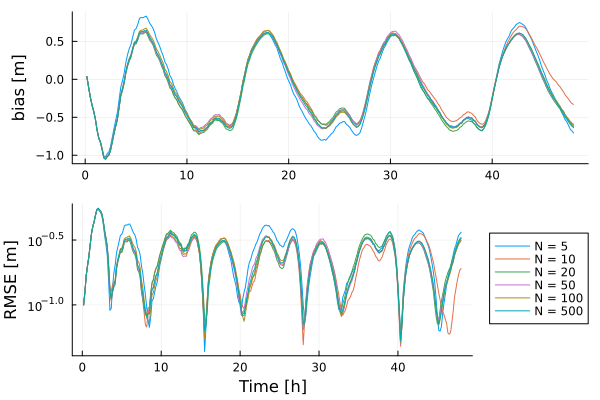 bias [m]
0.5
0.0
−0.5
−1.0
0 10 20 30 40
RMSE [m]
10^−0.5
10^−1.0
0 10 20 30 40
Time [h]
N = 5
N = 10
N = 20
N = 50
N = 100
N = 500